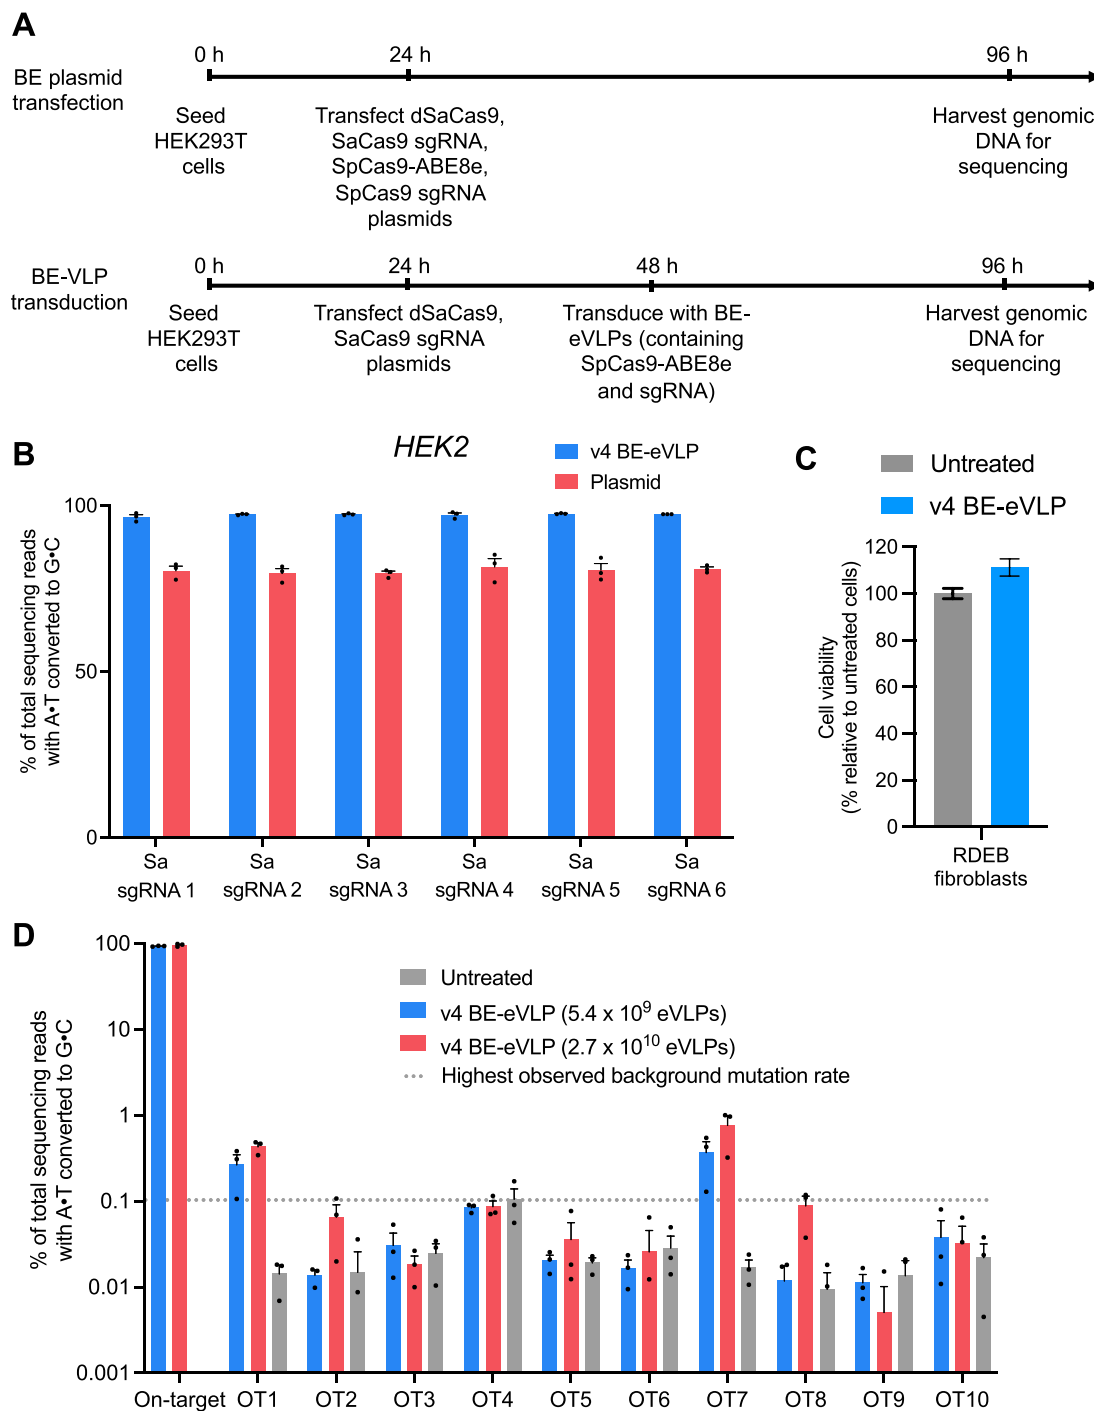 A
BE plasmid
transfection
0 h
24 h
96 h
Seed
HEK293T
cells
Transfect dSaCas9,
SaCas9 sgRNA,
SpCas9-ABE8e,
SpCas9 sgRNA
plasmids
Harvest genomic
DNA for
sequencing
BE-VLP
transduction
0 h
24 h
48 h
96 h
Seed
HEK293T
cells
Transfect dSaCas9,
SaCas9 sgRNA
plasmids
Transduce with BE-
eVLPs (containing
SpCas9-ABE8e
and sgRNA)
Harvest genomic
DNA for
sequencing
B
HEK2
v4 BE-eVLP
Plasmid
% of total sequencing reads
with A•T converted to G•C
100
50
0
Sa
sgRNA 1
Sa
sgRNA 2
Sa
sgRNA 3
Sa
sgRNA 4
Sa
sgRNA 5
Sa
sgRNA 6
C
Untreated
v4 BE-eVLP
Cell viability
(% relative to untreated cells)
120
100
80
60
40
20
0
RDEB
fibroblasts
D
% of total sequencing reads
with A•T converted to G•C
100
10
1
0.1
0.01
0.001
Untreated
v4 BE-eVLP (5.4 x 10⁹ eVLPs)
v4 BE-eVLP (2.7 x 10¹⁰ eVLPs)
Highest observed background mutation rate
On-target OT1 OT2 OT3 OT4 OT5 OT6 OT7 OT8 OT9 OT10